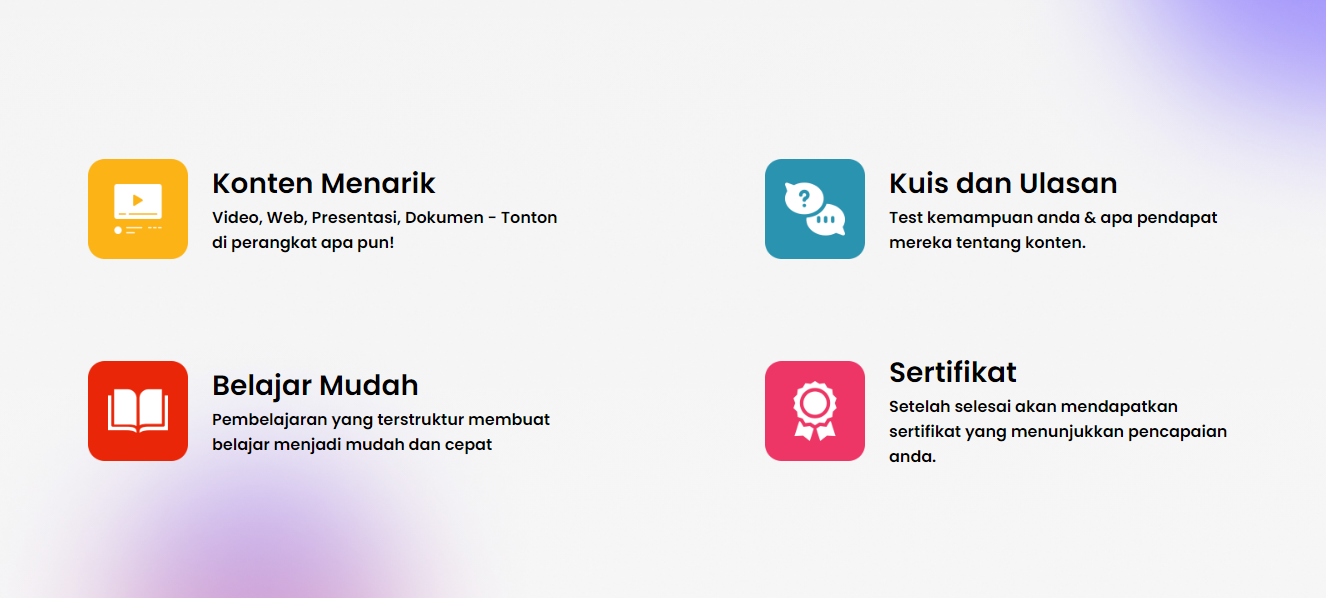 Konten Menarik
Video, Web, Presentasi, Dokumen - Tonton
di perangkat apa pun!
Kuis dan Ulasan
Test kemampuan anda & apa pendapat
mereka tentang konten.
Belajar Mudah
Pembelajaran yang terstruktur membuat
belajar menjadi mudah dan cepat
Sertifikat
Setelah selesai akan mendapatkan
sertifikat yang menunjukkan pencapaian
anda.